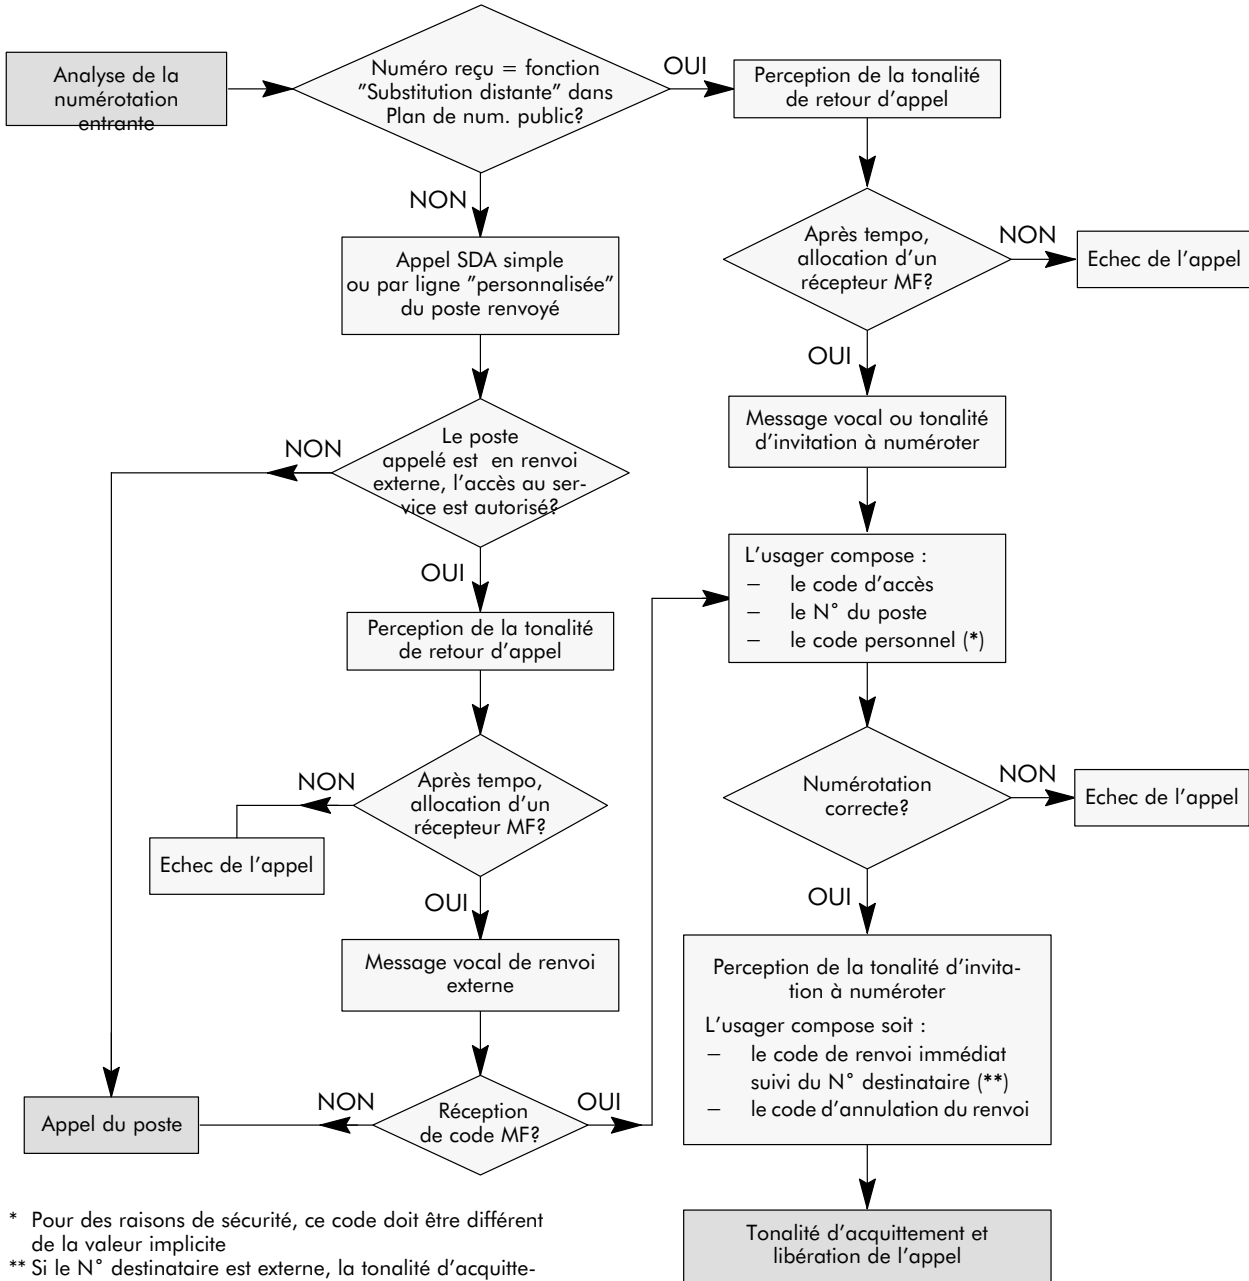 Analyse de la
numérotation
entrante
Numéro reçu = fonction
"Substitution distante" dans
Plan de num. public?
OUI
Perception de la tonalité
de retour d'appel
NON
Après tempo,
allocation d'un
récepteur MF?
NON
Echec de l'appel
Appel SDA simple
ou par ligne "personnalisée"
du poste renvoyé
OUI
Message vocal ou tonalité
d'invitation à numéroter
NON
Le poste
appelé est en renvoi
externe, l'accès au ser-
vice est autorisé?
OUI
L'usager compose :
– le code d'accès
– le N° du poste
– le code personnel (*)
Perception de la tonalité
de retour d'appel
NON
Après tempo,
allocation d'un
récepteur MF?
Numérotation
correcte?
NON
Echec de l'appel
Echec de l'appel
OUI
OUI
Message vocal de renvoi
externe
Perception de la tonalité d'invita-
tion à numéroter
L'usager compose soit :
– le code de renvoi immédiat
suivi du N° destinataire (**)
– le code d'annulation du renvoi
Appel du poste
NON
Réception
de code MF?
OUI
Tonalité d'acquittement et
libération de l'appel
* Pour des raisons de sécurité, ce code doit être différent
de la valeur implicite
** Si le N° destinataire est externe, la tonalité d'acquitte-